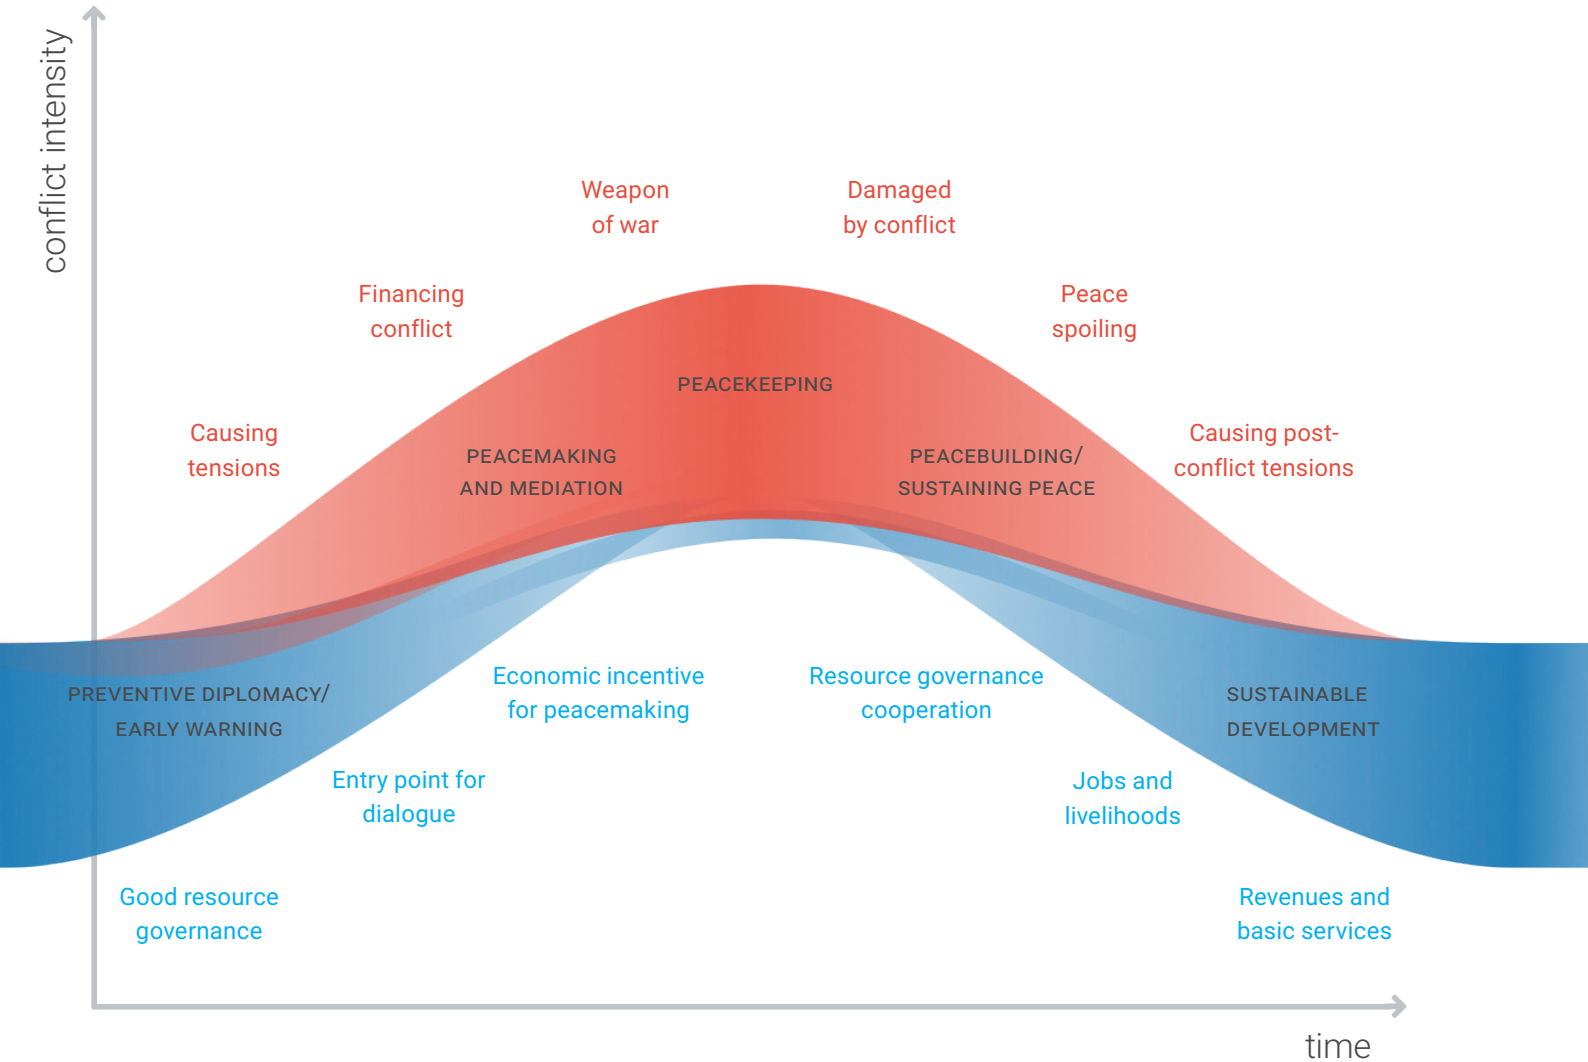 conflict intensity
Weapon
of war
Damaged
by conflict
Financing
conflict
Peace
spoiling
PEACEKEEPING
Causing
tensions
PEACEMAKING
AND MEDIATION
PEACEBUILDING/
SUSTAINING PEACE
Causing post-
conflict tensions
PREVENTIVE DIPLOMACY/
EARLY WARNING
Economic incentive
for peacemaking
Resource governance
cooperation
SUSTAINABLE
DEVELOPMENT
Entry point for
dialogue
Jobs and
livelihoods
Good resource
governance
Revenues and
basic services
time